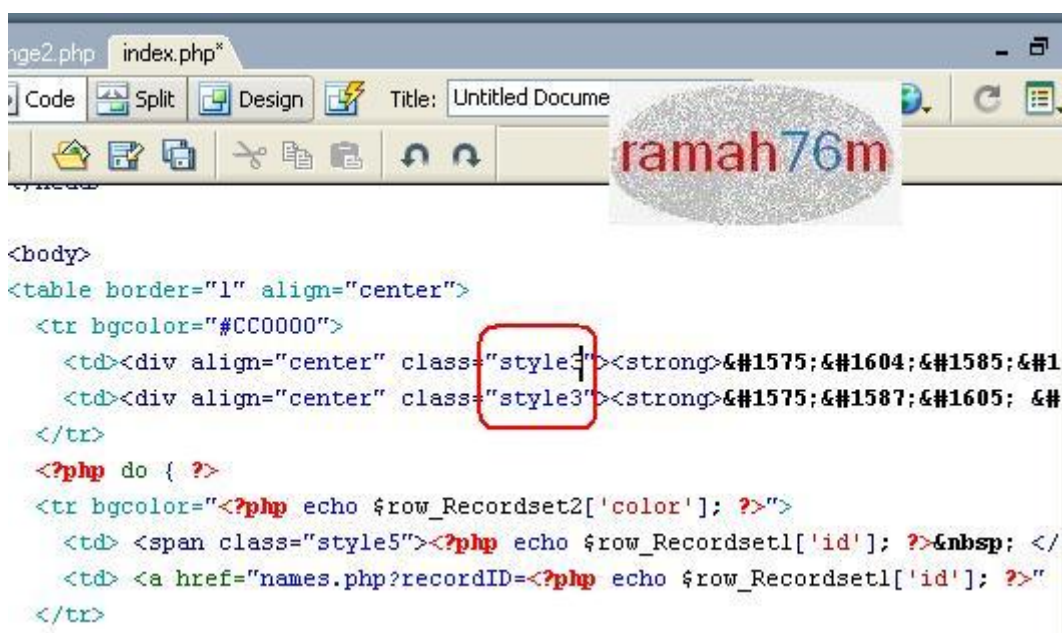 nge2.php index.php*
Code Split Design Title: Untitled Docume
ramah76m
<body>
<table border="1" align="center">
<tr bgcolor="#CC0000">
<td><div align="center" class="style3"><strong>&#1575;&#1604;&#1585;&#1
<td><div align="center" class="style3"><strong>&#1575;&#1587;&#1605; &#
</tr>
<?php do { ?>
<tr bgcolor="<?php echo $row_Recordset2['color']; ?>">
<td> <span class="style5"><?php echo $row_Recordset1['id']; ?>&nbsp; </
<td> <a href="names.php?recordID=<?php echo $row_Recordset1['id']; ?>"
</tr>